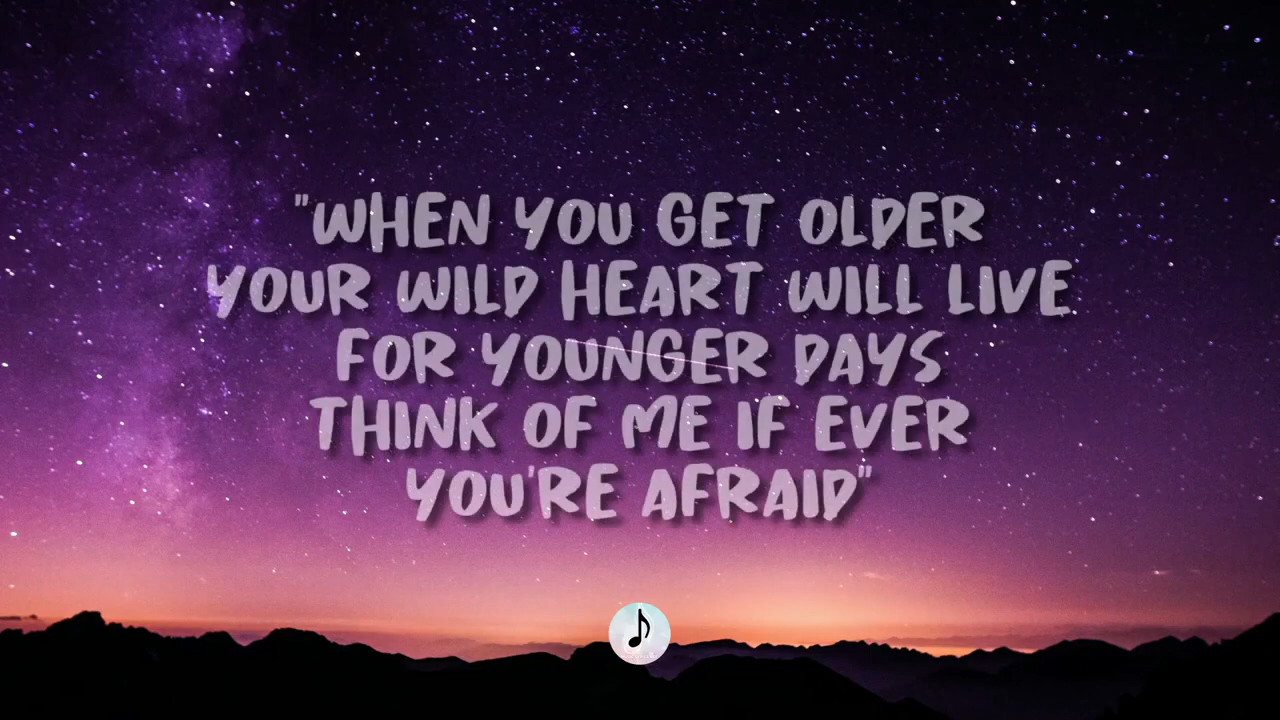 "WHEN YOU GET OLDER
YOUR WILD HEART WILL LIVE
FOR YOUNGER DAYS
THINK OF ME IF EVER
YOU'RE AFRAID"